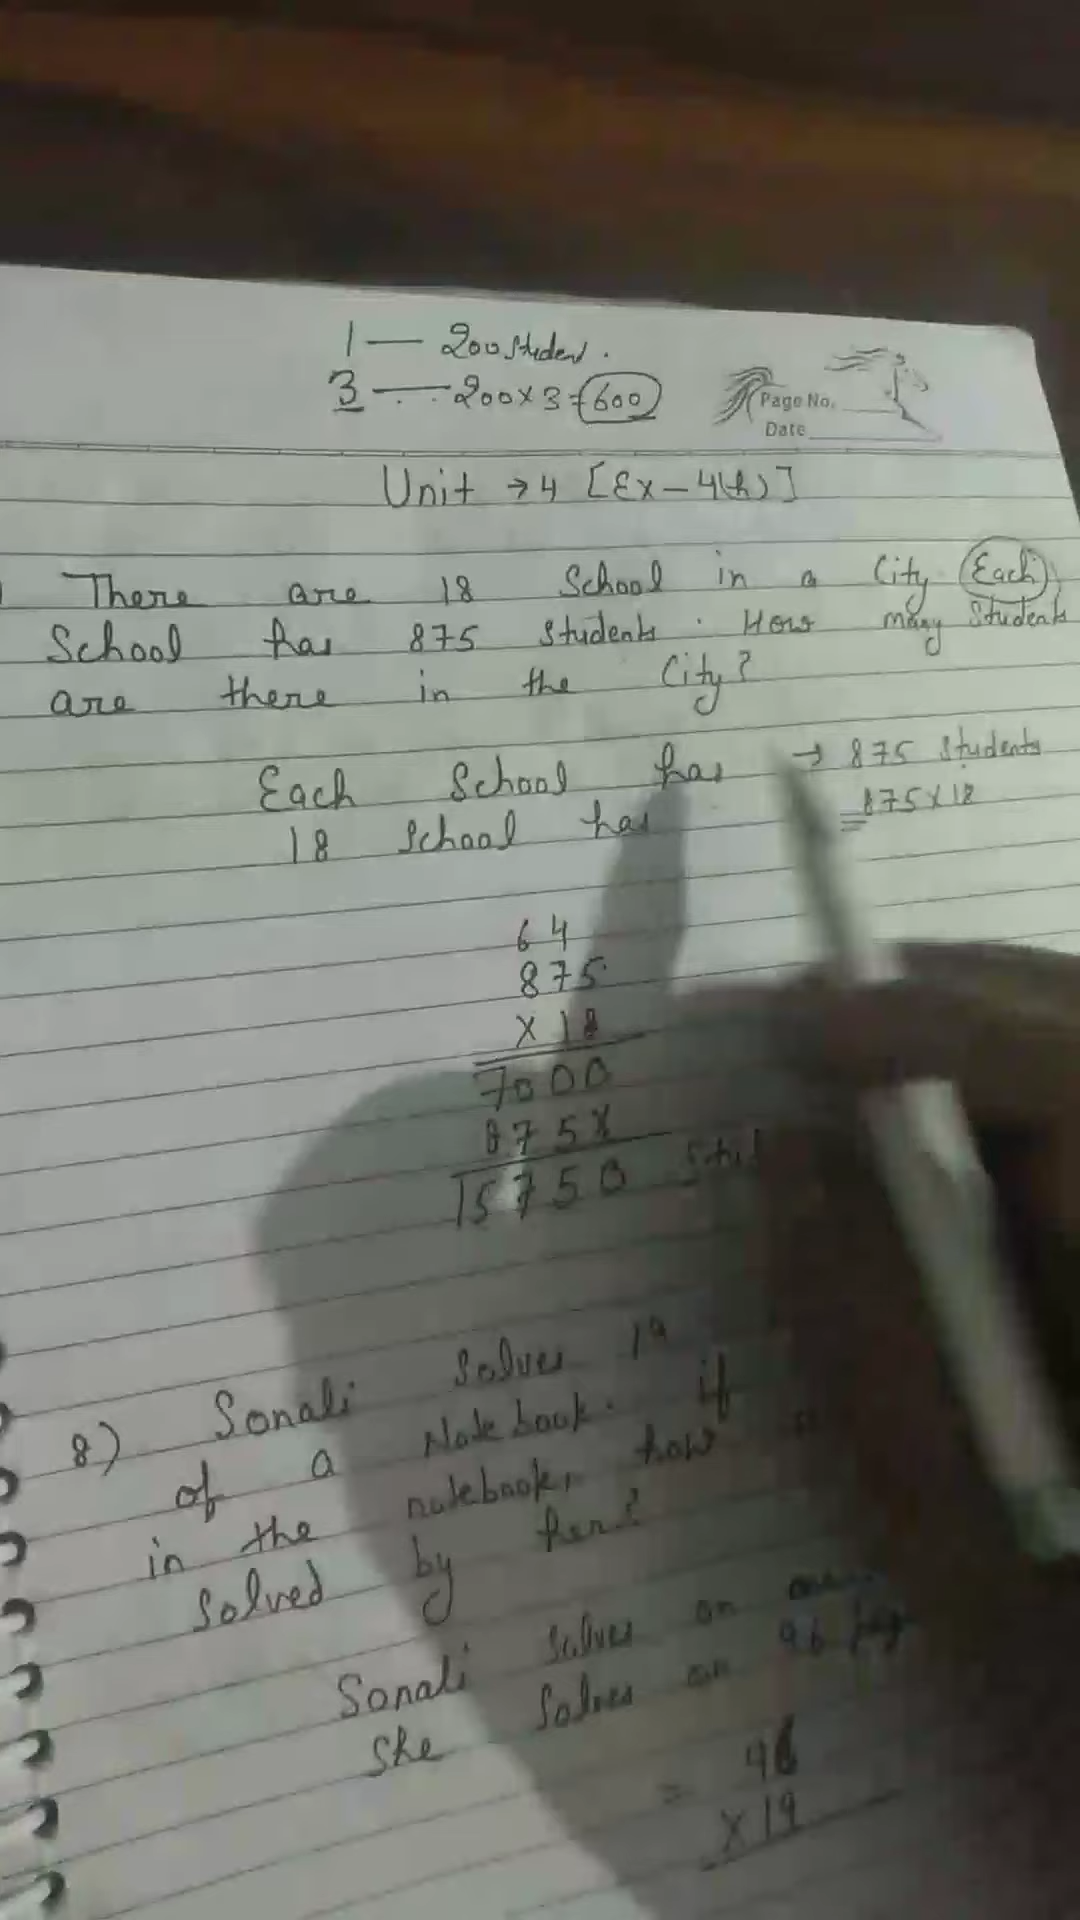 1 — 200 student.
3 — 200 x 3 = 600
Page No.
Date
Unit → 4 [Ex - 4(h)]
There are 18 School in a City. Each
School has 875 students. How many Students
are there in the City?
Each School has → 875 Students
18 School has = 875 x 18
64
875
x 18
7000
875x
15750
8) Sonali Solves 19
of a Notebook. if
in the notebook, how
solved by her?
Sonali solves on
She solves on 96
= 96
x 19